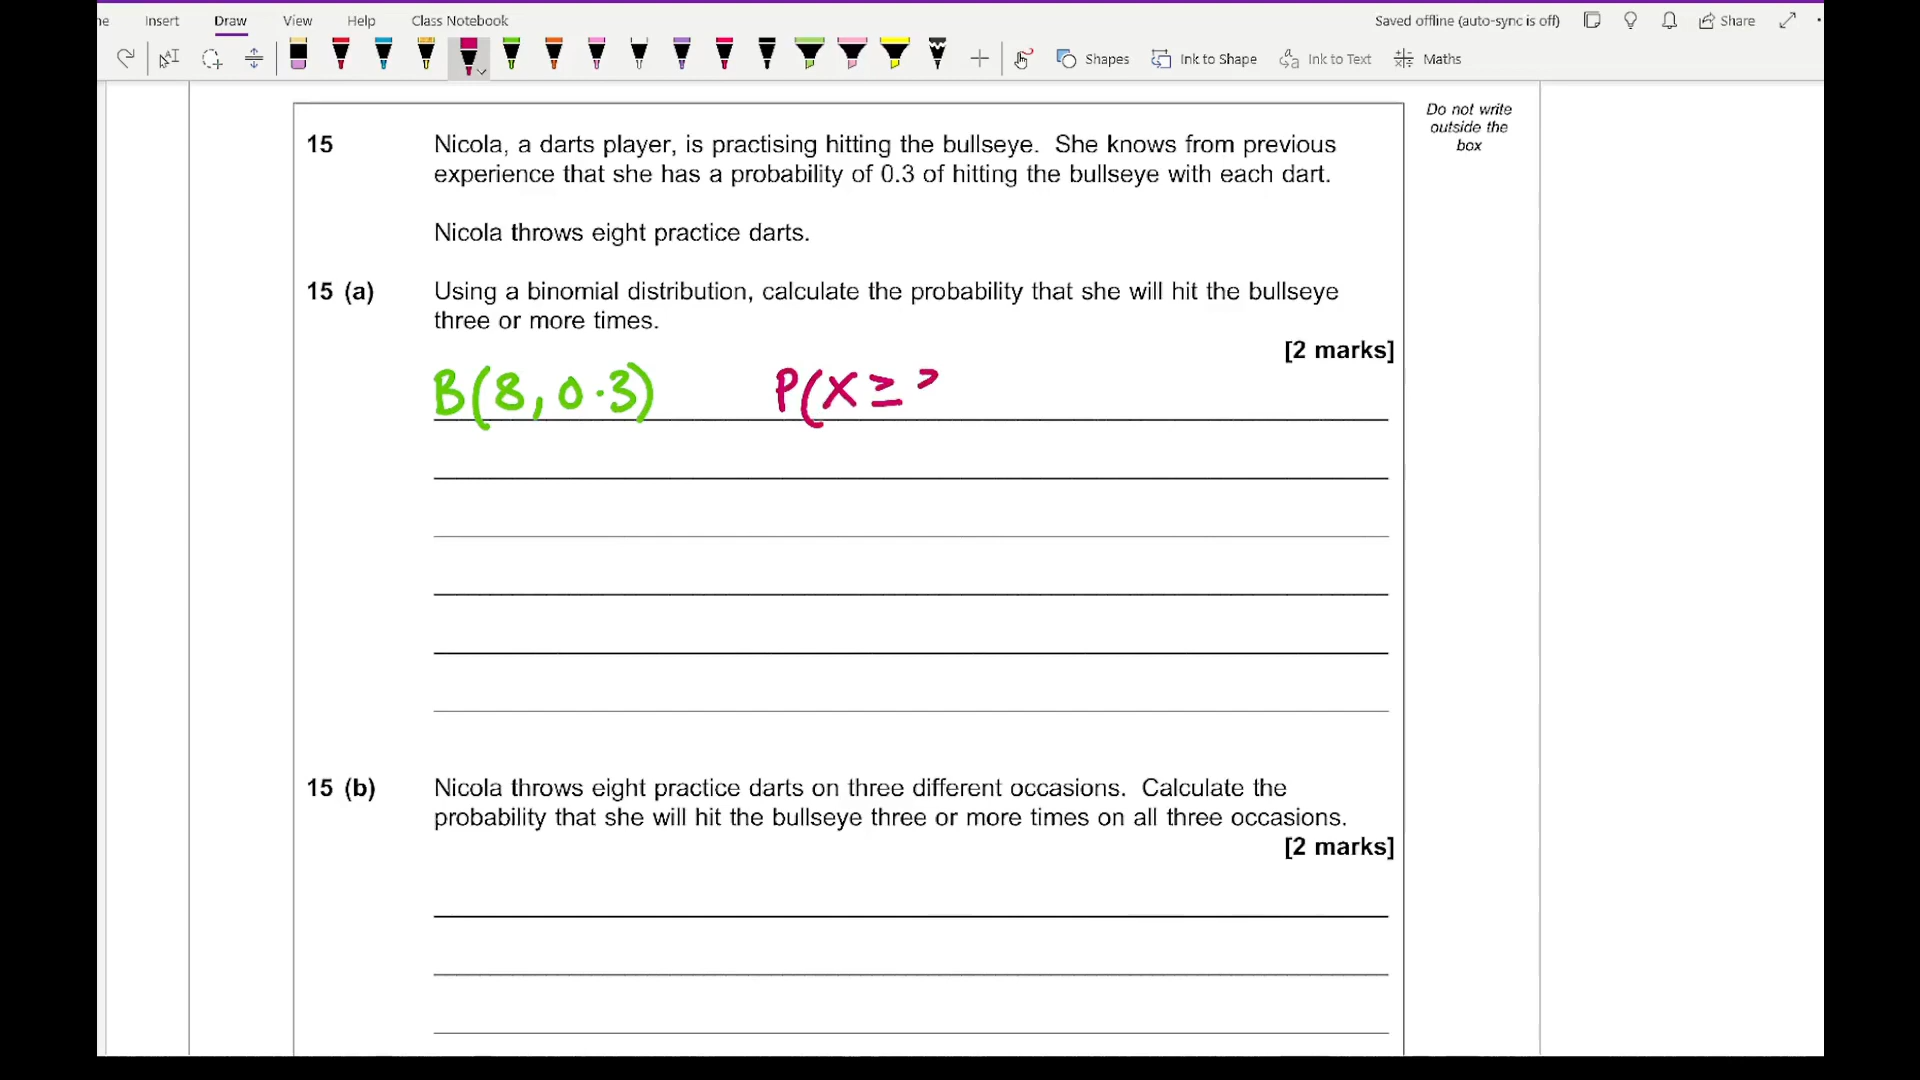 Insert Draw View Help Class Notebook Saved offline (auto-sync is off) Share
Shapes Ink to Shape Ink to Text Maths
Do not write
outside the
box
15 Nicola, a darts player, is practising hitting the bullseye. She knows from previous
experience that she has a probability of 0.3 of hitting the bullseye with each dart.
Nicola throws eight practice darts.
15 (a) Using a binomial distribution, calculate the probability that she will hit the bullseye
three or more times.
[2 marks]
B(8, 0.3) P(X ≥
15 (b) Nicola throws eight practice darts on three different occasions. Calculate the
probability that she will hit the bullseye three or more times on all three occasions.
[2 marks]